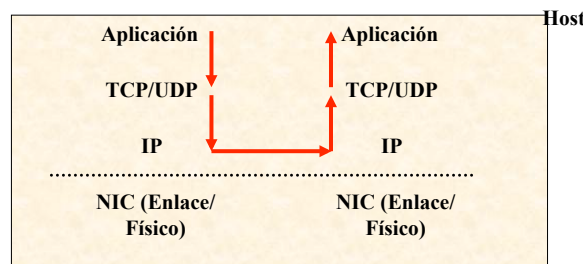 Host
Aplicación
Aplicación
TCP/UDP
TCP/UDP
IP
IP
NIC (Enlace/
Físico)
NIC (Enlace/
Físico)